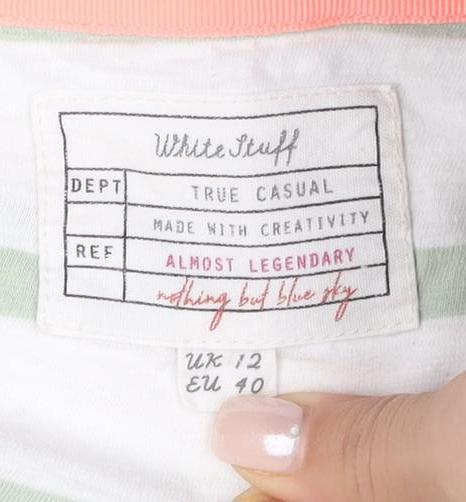 White Stuff
DEPT TRUE CASUAL
MADE WITH CREATIVITY
REF ALMOST LEGENDARY
nothing but blue sky
UK 12
EU 40